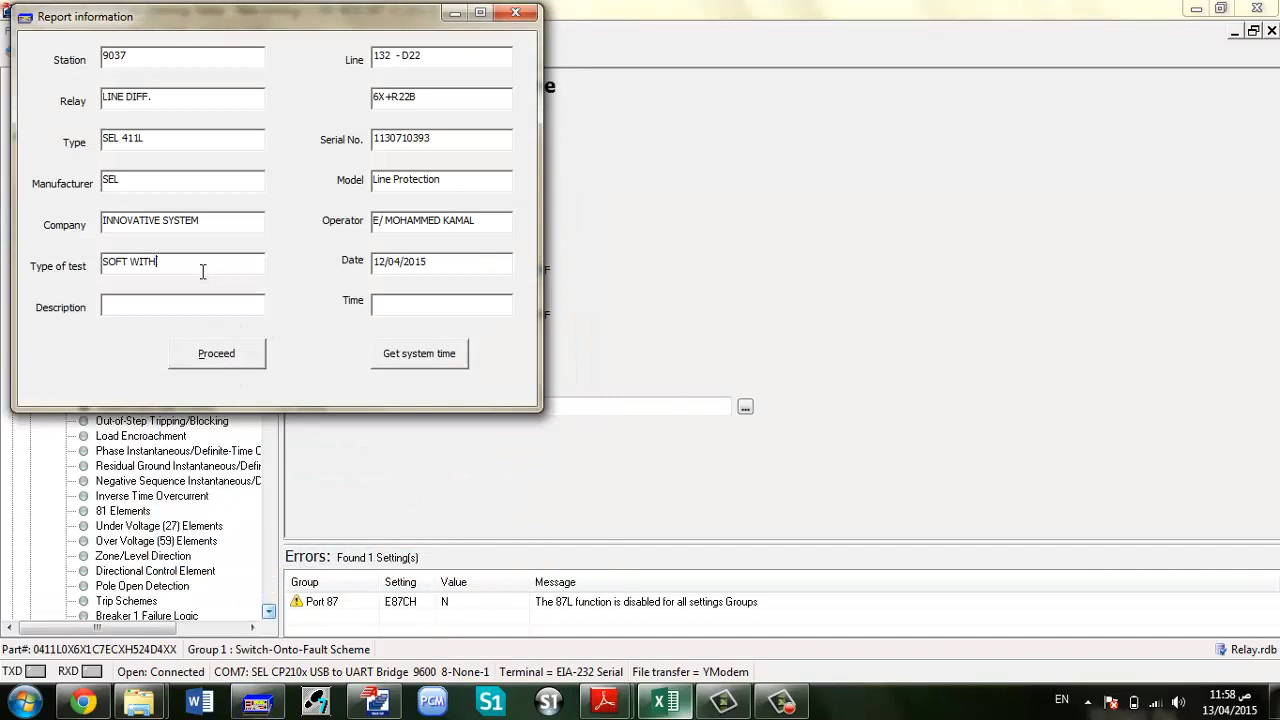 Report information
Station
9037
Line
132 - D22
Relay
LINE DIFF.
6X+R22B
Type
SEL 411L
Serial No.
1130710393
Manufacturer
SEL
Model
Line Protection
Company
INNOVATIVE SYSTEM
Operator
E/ MOHAMMED KAMAL
Type of test
SOFT WITH
Date
12/04/2015
Description
Time
Proceed
Get system time
e
F
F
...
Out-of-Step Tripping/Blocking
Load Encroachment
Phase Instantaneous/Definite-Time C
Residual Ground Instantaneous/Defin
Negative Sequence Instantaneous/D
Inverse Time Overcurrent
81 Elements
Under Voltage (27) Elements
Over Voltage (59) Elements
Zone/Level Direction
Directional Control Element
Pole Open Detection
Trip Schemes
Breaker 1 Failure Logic
Errors: Found 1 Setting(s)
Group Setting Value Message
Port 87 E87CH N The 87L function is disabled for all settings Groups
Part#: 0411L0X6X1C7ECXH524D4XX Group 1 : Switch-Onto-Fault Scheme Relay.rdb
TXD RXD Open: Connected COM7: SEL CP210x USB to UART Bridge 9600 8-None-1 Terminal = EIA-232 Serial File transfer = YModem
W PCM S1 ST X
EN
11:58 ص
13/04/2015